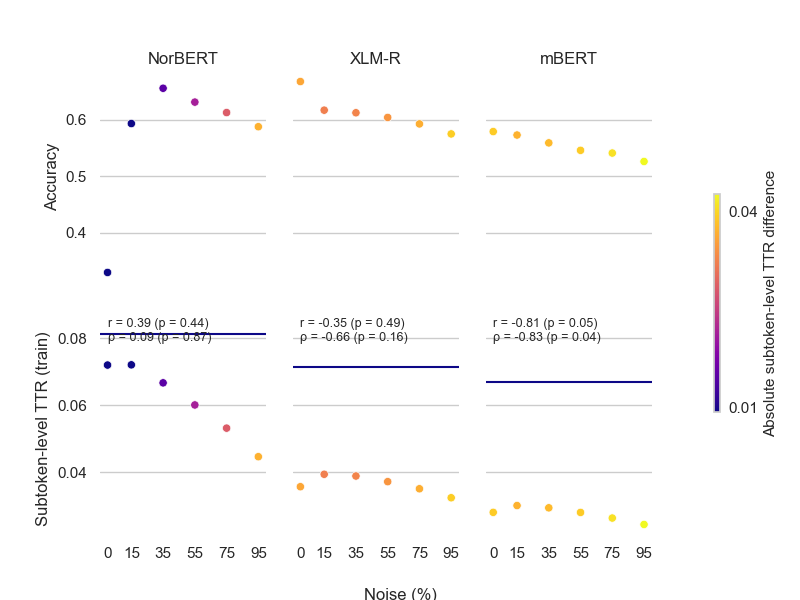 NorBERT XLM-R mBERT
Accuracy
0.6
0.5
0.4
r = 0.39 (p = 0.44)
ρ = 0.09 (p = 0.87)
r = -0.35 (p = 0.49)
ρ = -0.66 (p = 0.16)
r = -0.81 (p = 0.05)
ρ = -0.83 (p = 0.04)
Subtoken-level TTR (train)
0.08
0.06
0.04
0 15 35 55 75 95 0 15 35 55 75 95 0 15 35 55 75 95
Noise (%)
0.04
0.01
Absolute subtoken-level TTR difference